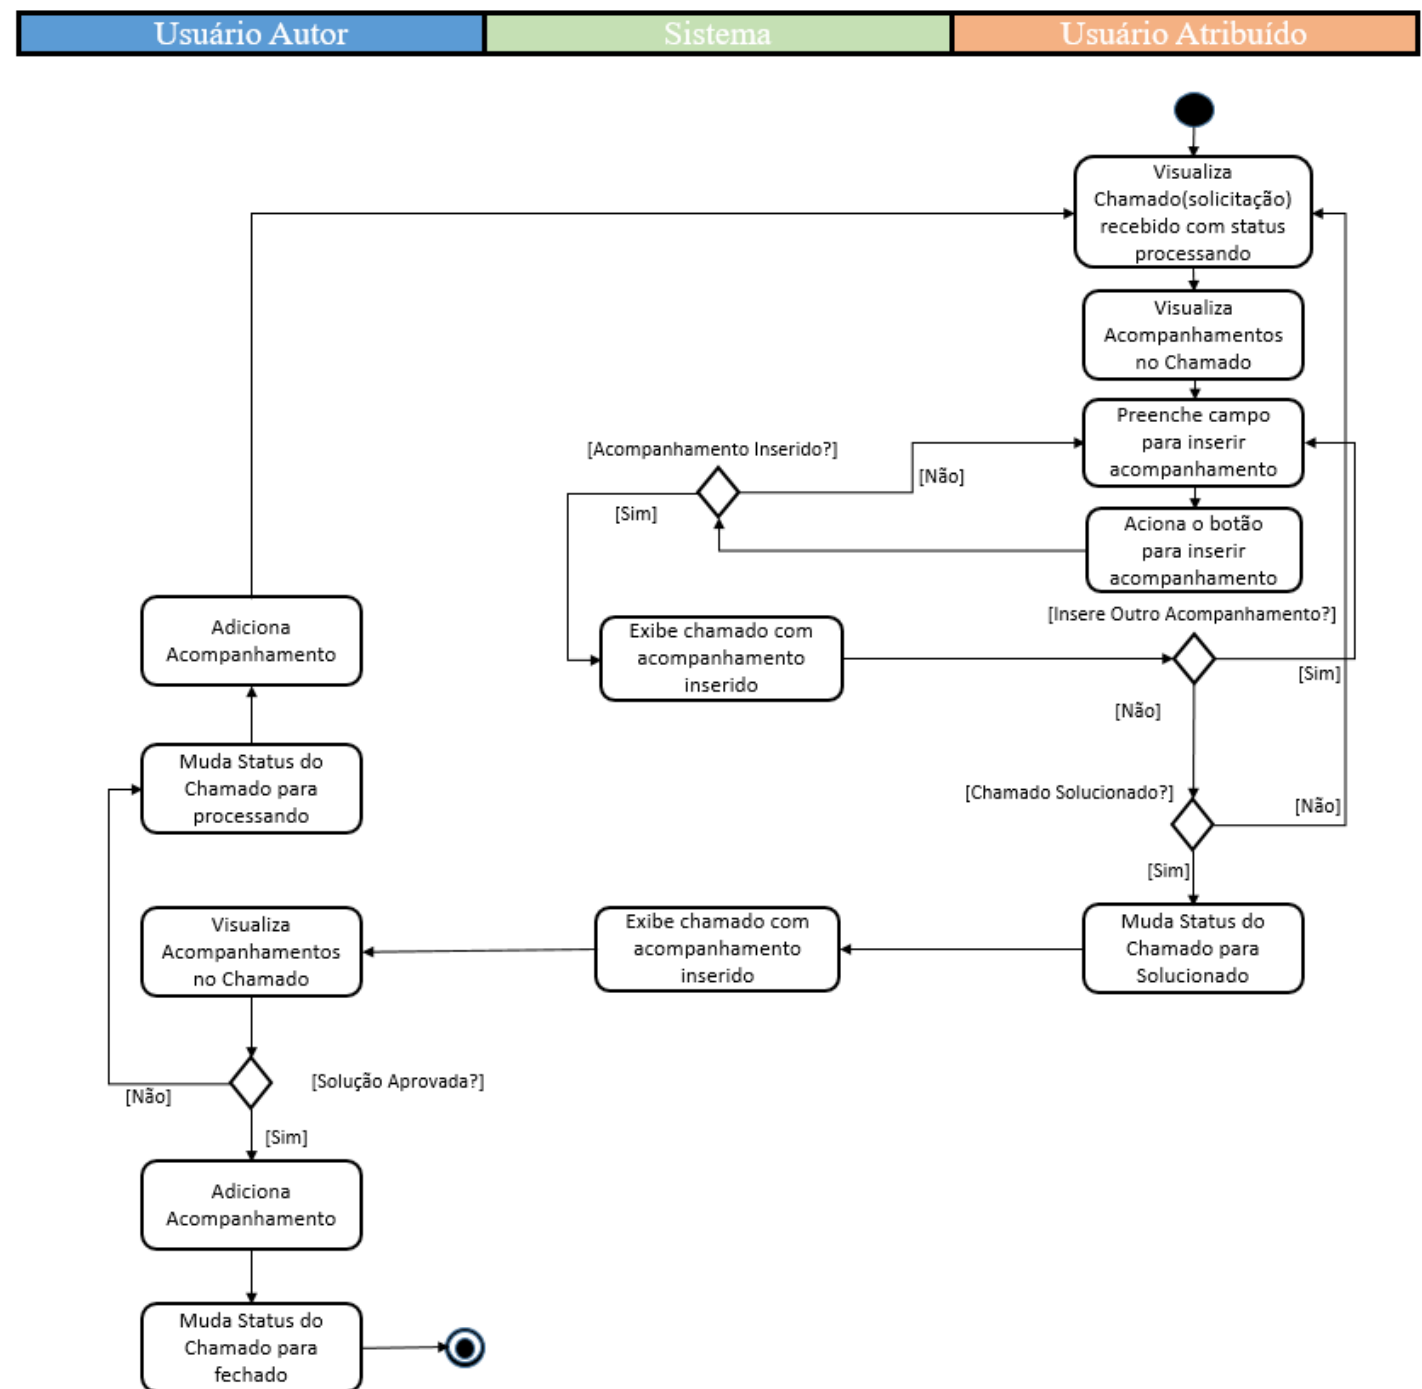 Usuário Autor
Sistema
Usuário Atribuído
Visualiza
Chamado(solicitação)
recebido com status
processando
Visualiza
Acompanhamentos
no Chamado
Preenche campo
para inserir
acompanhamento
[Acompanhamento Inserido?]
[Não]
[Sim]
Aciona o botão
para inserir
acompanhamento
[Insere Outro Acompanhamento?]
Adiciona
Acompanhamento
Exibe chamado com
acompanhamento
inserido
[Sim]
[Não]
Muda Status do
Chamado para
processando
[Chamado Solucionado?]
[Não]
[Sim]
Visualiza
Acompanhamentos
no Chamado
Exibe chamado com
acompanhamento
inserido
Muda Status do
Chamado para
Solucionado
[Solução Aprovada?]
[Não]
[Sim]
Adiciona
Acompanhamento
Muda Status do
Chamado para
fechado